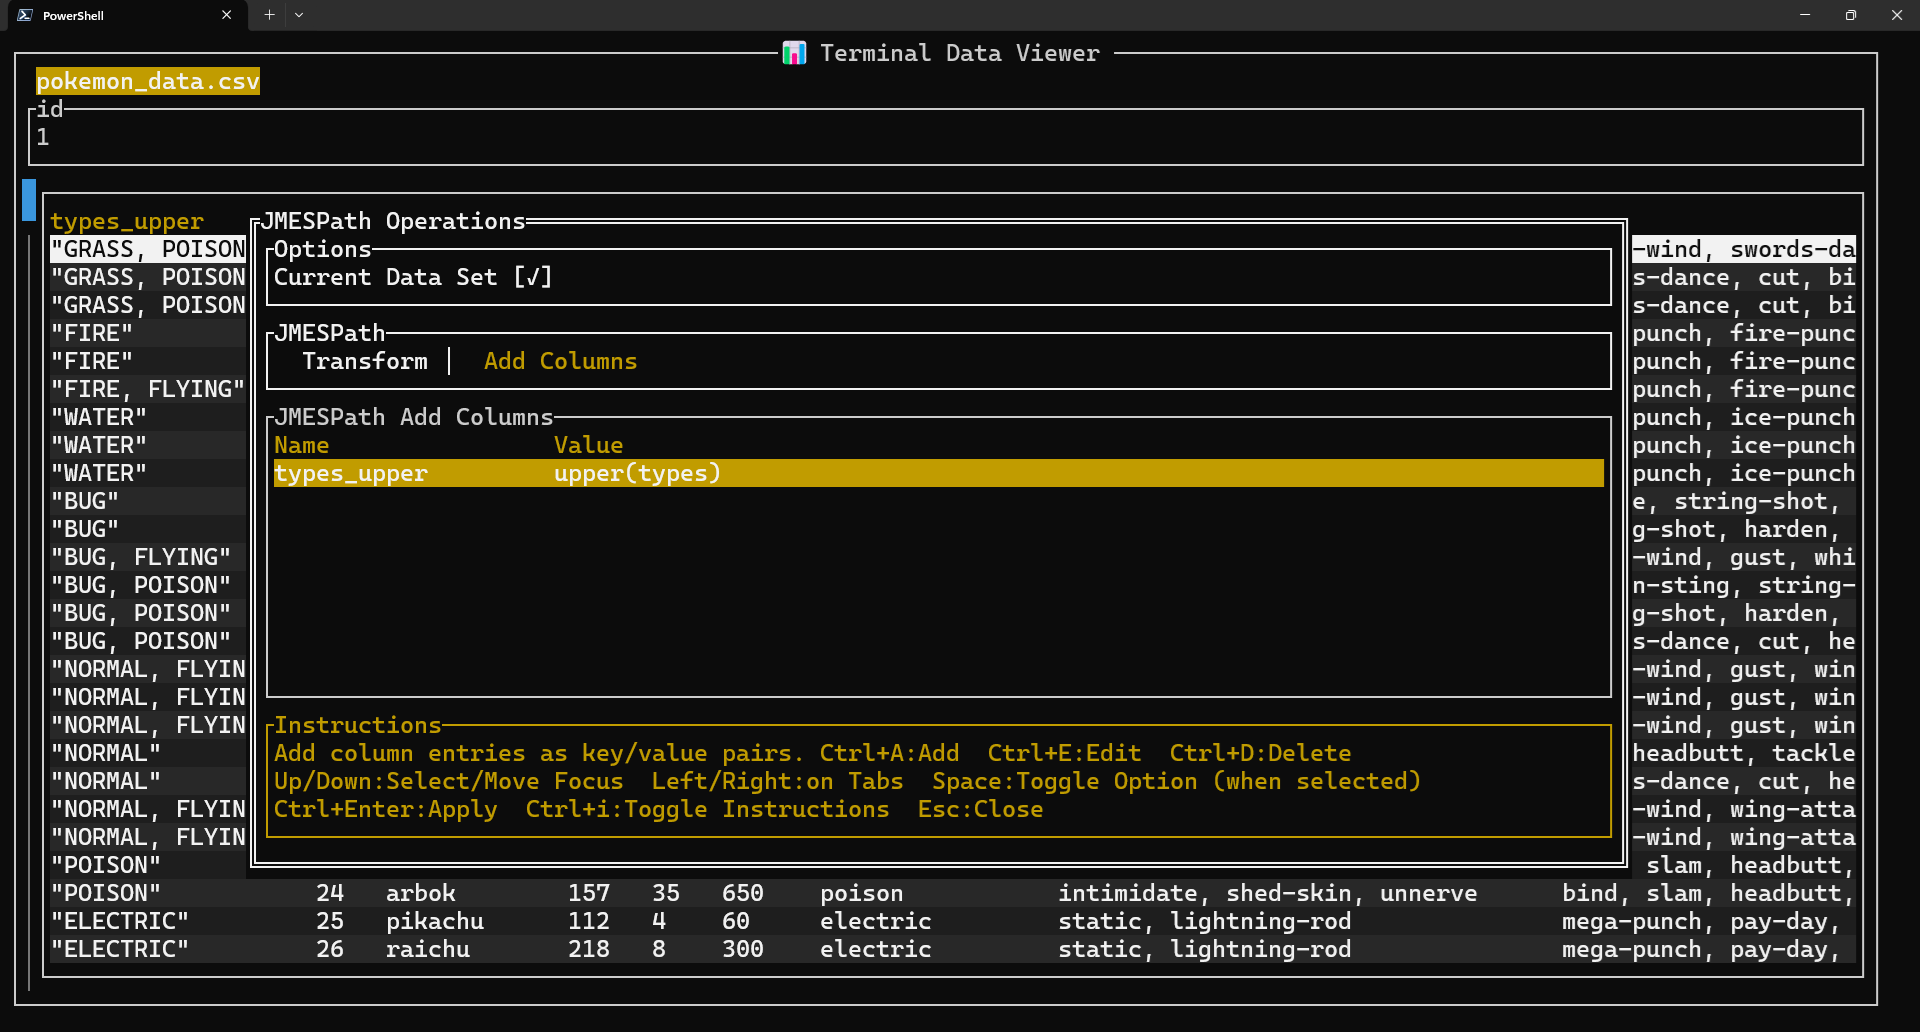 PowerShell
📊 Terminal Data Viewer
pokemon_data.csv
id
1
types_upper
JMESPath Operations
Options
Current Data Set [√]
JMESPath
Transform │ Add Columns
JMESPath Add Columns
Name Value
types_upper upper(types)
Instructions
Add column entries as key/value pairs. Ctrl+A:Add Ctrl+E:Edit Ctrl+D:Delete
Up/Down:Select/Move Focus Left/Right:on Tabs Space:Toggle Option (when selected)
Ctrl+Enter:Apply Ctrl+i:Toggle Instructions Esc:Close
"GRASS, POISON -wind, swords-da
"GRASS, POISON s-dance, cut, bi
"GRASS, POISON s-dance, cut, bi
"FIRE" punch, fire-punc
"FIRE" punch, fire-punc
"FIRE, FLYING" punch, fire-punc
"WATER" punch, ice-punch
"WATER" punch, ice-punch
"WATER" punch, ice-punch
"BUG" e, string-shot,
"BUG" g-shot, harden,
"BUG, FLYING" -wind, gust, whi
"BUG, POISON" n-sting, string-
"BUG, POISON" g-shot, harden,
"BUG, POISON" s-dance, cut, he
"NORMAL, FLYIN -wind, gust, win
"NORMAL, FLYIN -wind, gust, win
"NORMAL, FLYIN -wind, gust, win
"NORMAL" headbutt, tackle
"NORMAL" s-dance, cut, he
"NORMAL, FLYIN -wind, wing-atta
"NORMAL, FLYIN -wind, wing-atta
"POISON" slam, headbutt,
"POISON" 24 arbok 157 35 650 poison intimidate, shed-skin, unnerve bind, slam, headbutt,
"ELECTRIC" 25 pikachu 112 4 60 electric static, lightning-rod mega-punch, pay-day,
"ELECTRIC" 26 raichu 218 8 300 electric static, lightning-rod mega-punch, pay-day,